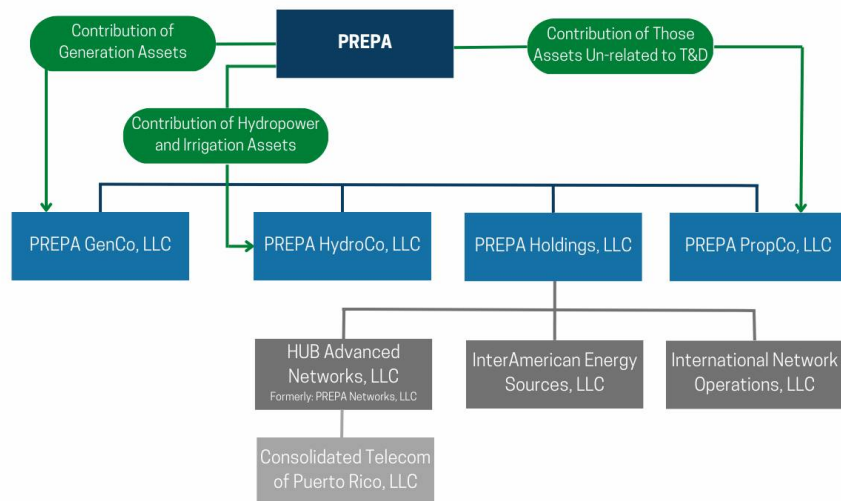 Contribution of
Generation Assets
PREPA
Contribution of Those
Assets Un-related to T&D
Contribution of Hydropower
and Irrigation Assets
PREPA GenCo, LLC
PREPA HydroCo, LLC
PREPA Holdings, LLC
PREPA PropCo, LLC
HUB Advanced
Networks, LLC
Formerly: PREPA Networks, LLC
InterAmerican Energy
Sources, LLC
International Network
Operations, LLC
Consolidated Telecom
of Puerto Rico, LLC